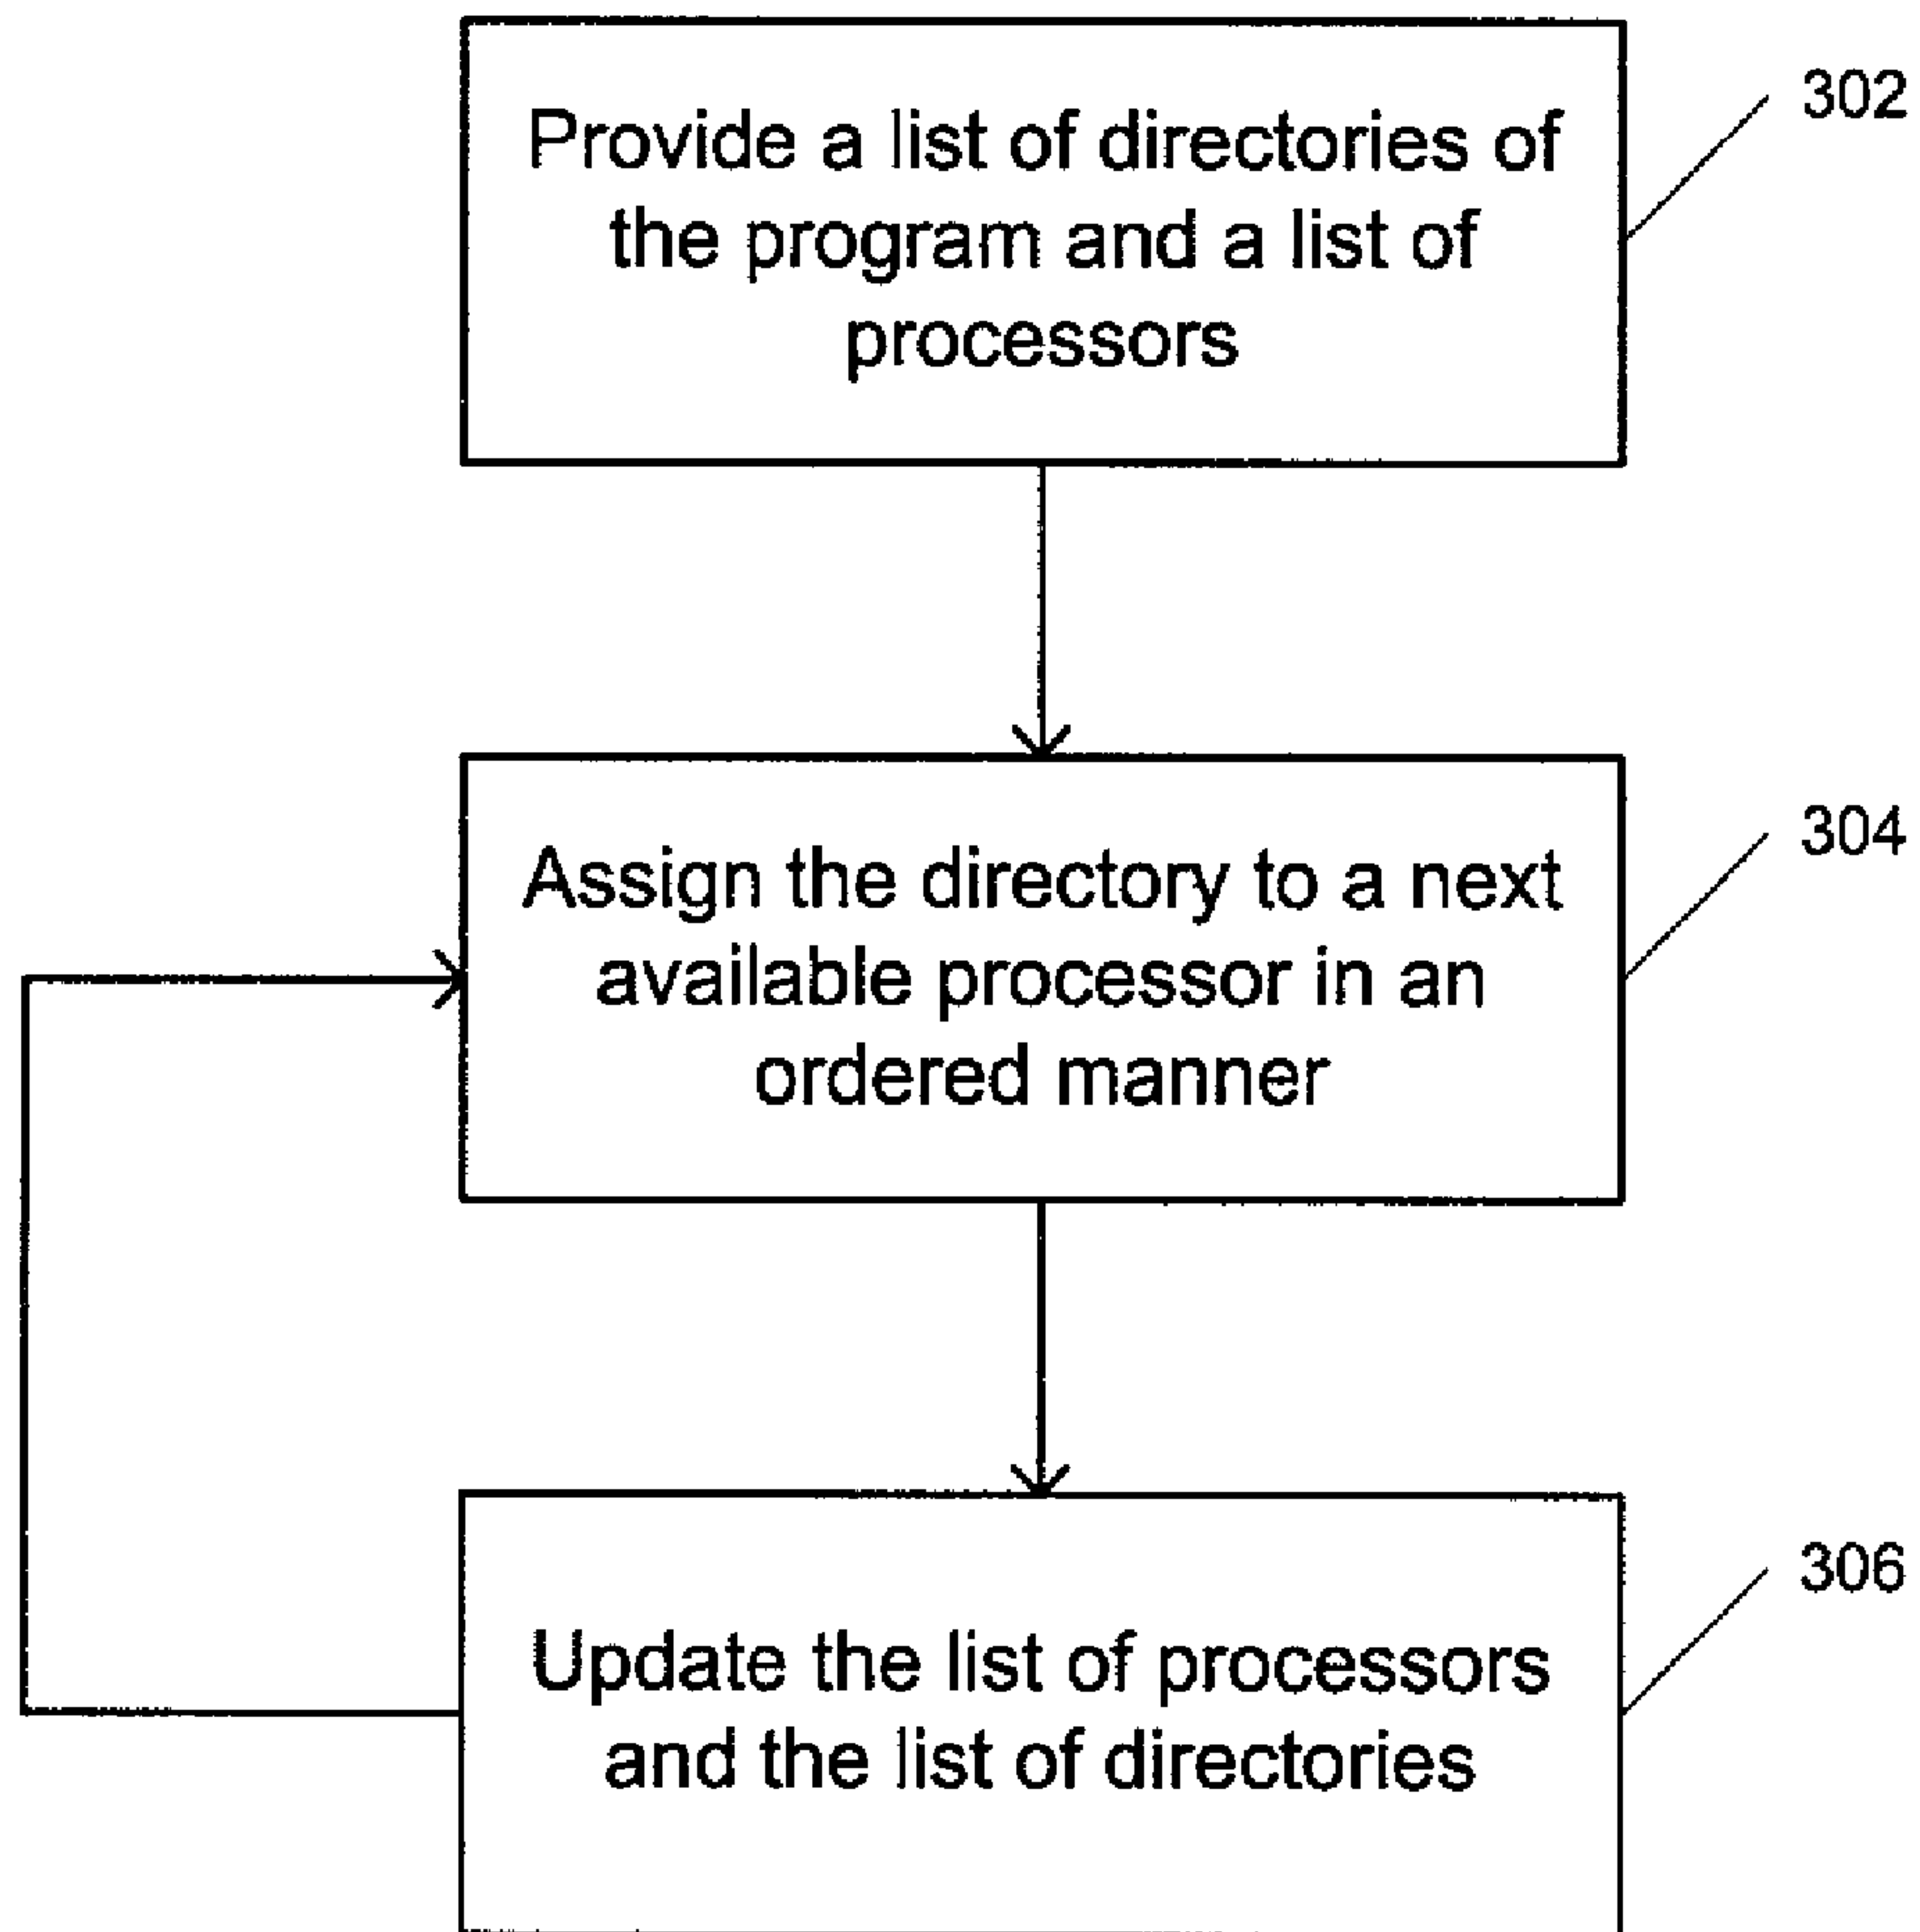 Provide a list of directories of
the program and a list of
processors
302
Assign the directory to a next
available processor in an
ordered manner
304
Update the list of processors
and the list of directories
306